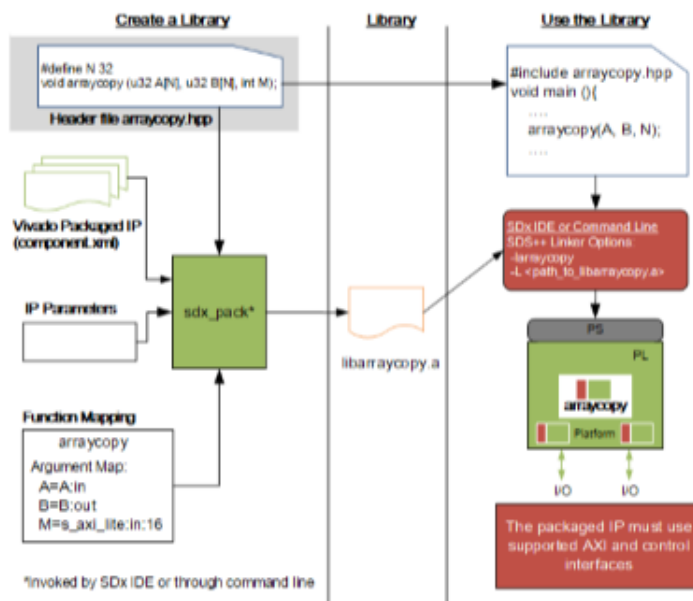 Create a Library
Library
Use the Library
#define N 32
void arraycopy (u32 A[N], u32 B[N], int M);
Header file arraycopy.hpp
#include arraycopy.hpp
void main (){
....
arraycopy(A, B, N);
....
Vivado Packaged IP
(component.xml)
SDx IDE or Command Line
SDS++ Linker Options:
-larraycopy
-L <path_to_libarraycopy.a>
sdx_pack*
IP Parameters
libarraycopy.a
PS
PL
arraycopy
Platform
I/O
I/O
Function Mapping
arraycopy
Argument Map:
A=A:in
B=B:out
M=s_axi_lite:in:16
The packaged IP must use
supported AXI and control
interfaces
*Invoked by SDx IDE or through command line